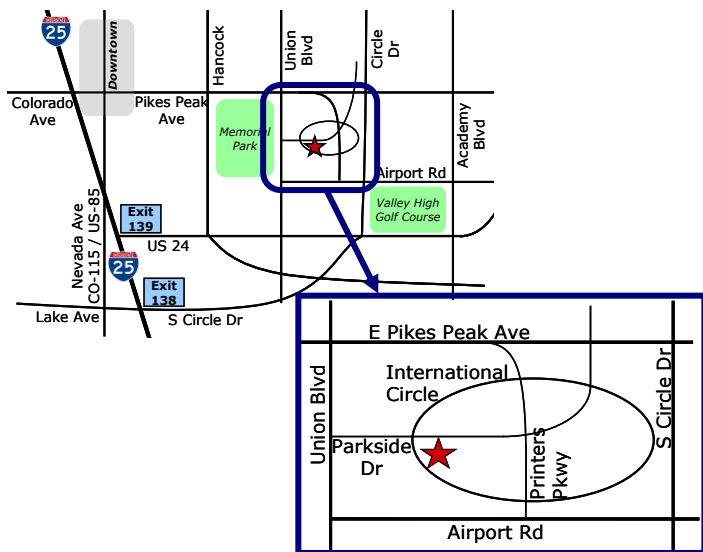 25
Downtown
Hancock
Union
Blvd
Circle
Dr
Colorado
Ave
Pikes Peak
Ave
Memorial
Park
Academy
Blvd
Airport Rd
Valley High
Golf Course
Nevada Ave
CO-115 / US-85
Exit
139
US 24
25
Exit
138
Lake Ave
S Circle Dr
E Pikes Peak Ave
International
Circle
Union Blvd
S Circle Dr
Parkside
Dr
Printers
Pkwy
Airport Rd